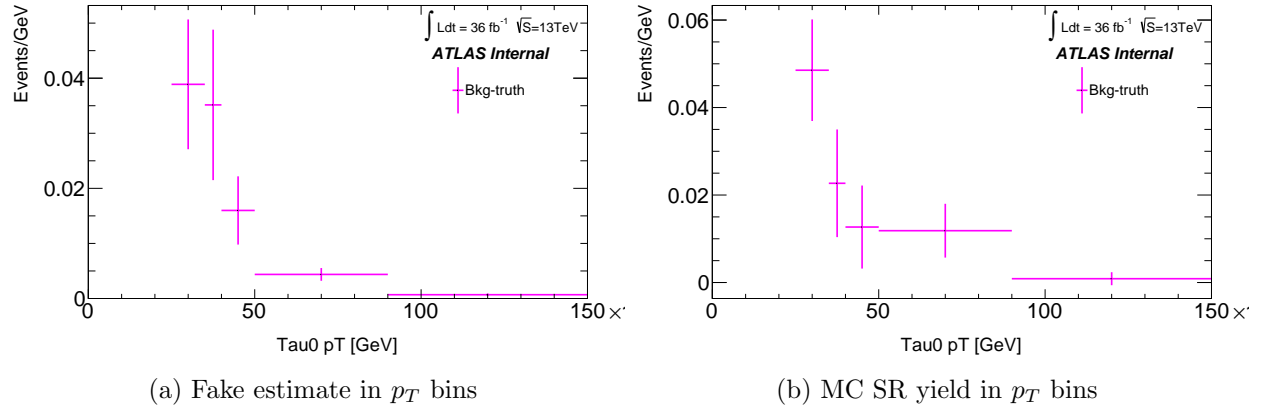 Events/GeV
∫ Ldt = 36 fb⁻¹ √S=13TeV
ATLAS Internal
Bkg-truth
0.04
0.02
0
0 50 100 150
Tau0 pT [GeV]
(a) Fake estimate in p_T bins
Events/GeV
0.06
∫ Ldt = 36 fb⁻¹ √S=13TeV
ATLAS Internal
Bkg-truth
0.04
0.02
0
0 50 100 150
Tau0 pT [GeV]
(b) MC SR yield in p_T bins